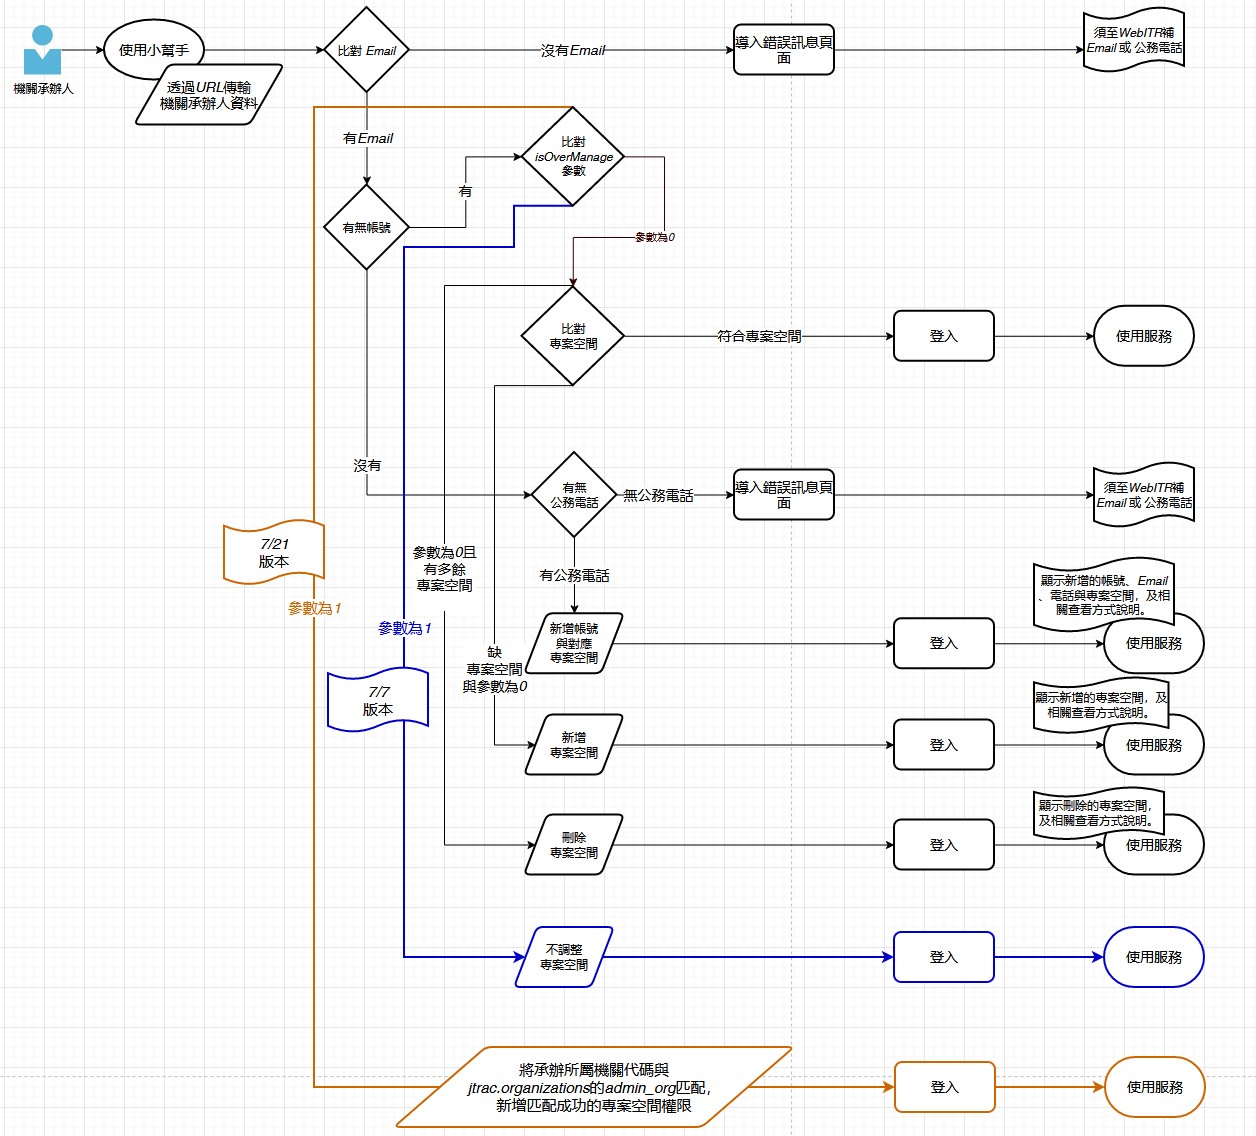 機關承辦人
使用小幫手
透過URL傳輸
機關承辦人資料
比對 Email
沒有Email
導入錯誤訊息頁
面
須至WebITR補
Email 或 公務電話
有Email
有無帳號
有
比對
isOverManage
參數
參數為0
比對
專案空間
符合專案空間
登入
使用服務
沒有
有無
公務電話
無公務電話
導入錯誤訊息頁
面
須至WebITR補
Email 或 公務電話
7/21
版本
參數為1
參數為0且
有多餘
專案空間
有公務電話
參數為1
缺
專案空間
與參數為0
新增帳號
與對應
專案空間
登入
顯示新增的帳號、Email
、電話與專案空間，及相
關查看方式說明。
使用服務
7/7
版本
新增
專案空間
登入
顯示新增的專案空間，及
相關查看方式說明。
使用服務
刪除
專案空間
登入
顯示刪除的專案空間，
及相關查看方式說明。
使用服務
不調整
專案空間
登入
使用服務
將承辦所屬機關代碼與
jtrac.organizations的admin_org匹配，
新增匹配成功的專案空間權限
登入
使用服務